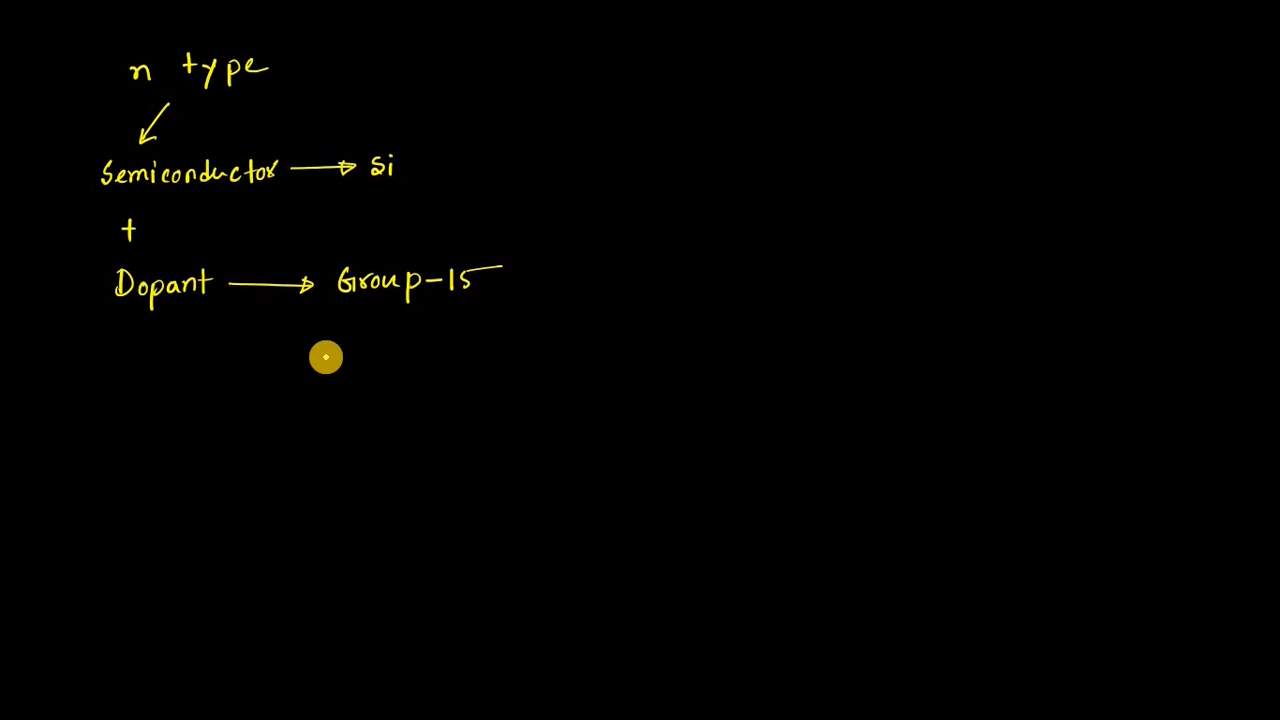 n type
Semiconductor → Si
+
Dopant → Group-15